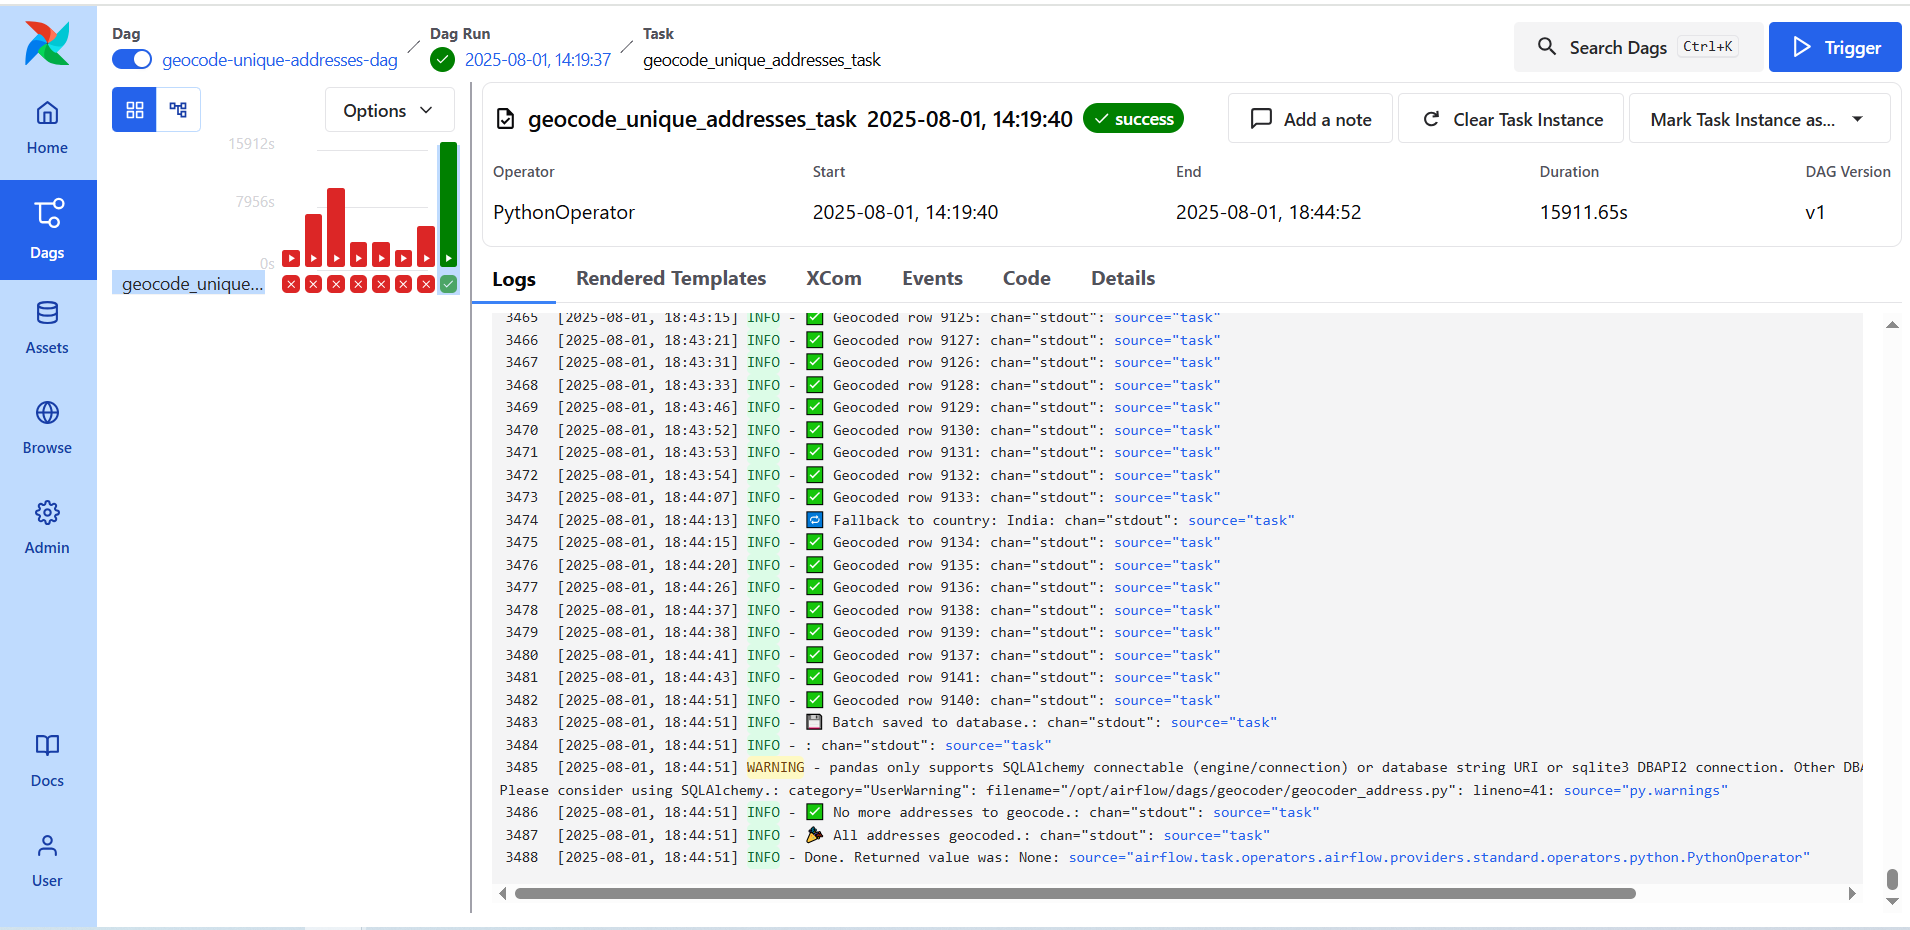 Dag
geocode-unique-addresses-dag
Dag Run
2025-08-01, 14:19:37
Task
geocode_unique_addresses_task
Search Dags Ctrl+K
Trigger
Home
Dags
Assets
Browse
Admin
Docs
User
Options
15912s
7956s
0s
geocode_unique...
geocode_unique_addresses_task 2025-08-01, 14:19:40 success
Add a note
Clear Task Instance
Mark Task Instance as...
Operator Start End Duration DAG Version
PythonOperator 2025-08-01, 14:19:40 2025-08-01, 18:44:52 15911.65s v1
Logs Rendered Templates XCom Events Code Details
3465 [2025-08-01, 18:43:15] INFO - ✅ Geocoded row 9125: chan="stdout": source="task"
3466 [2025-08-01, 18:43:21] INFO - ✅ Geocoded row 9127: chan="stdout": source="task"
3467 [2025-08-01, 18:43:31] INFO - ✅ Geocoded row 9126: chan="stdout": source="task"
3468 [2025-08-01, 18:43:33] INFO - ✅ Geocoded row 9128: chan="stdout": source="task"
3469 [2025-08-01, 18:43:46] INFO - ✅ Geocoded row 9129: chan="stdout": source="task"
3470 [2025-08-01, 18:43:52] INFO - ✅ Geocoded row 9130: chan="stdout": source="task"
3471 [2025-08-01, 18:43:53] INFO - ✅ Geocoded row 9131: chan="stdout": source="task"
3472 [2025-08-01, 18:43:54] INFO - ✅ Geocoded row 9132: chan="stdout": source="task"
3473 [2025-08-01, 18:44:07] INFO - ✅ Geocoded row 9133: chan="stdout": source="task"
3474 [2025-08-01, 18:44:13] INFO - 🔁 Fallback to country: India: chan="stdout": source="task"
3475 [2025-08-01, 18:44:15] INFO - ✅ Geocoded row 9134: chan="stdout": source="task"
3476 [2025-08-01, 18:44:20] INFO - ✅ Geocoded row 9135: chan="stdout": source="task"
3477 [2025-08-01, 18:44:26] INFO - ✅ Geocoded row 9136: chan="stdout": source="task"
3478 [2025-08-01, 18:44:37] INFO - ✅ Geocoded row 9138: chan="stdout": source="task"
3479 [2025-08-01, 18:44:38] INFO - ✅ Geocoded row 9139: chan="stdout": source="task"
3480 [2025-08-01, 18:44:41] INFO - ✅ Geocoded row 9137: chan="stdout": source="task"
3481 [2025-08-01, 18:44:43] INFO - ✅ Geocoded row 9141: chan="stdout": source="task"
3482 [2025-08-01, 18:44:51] INFO - ✅ Geocoded row 9140: chan="stdout": source="task"
3483 [2025-08-01, 18:44:51] INFO - 💾 Batch saved to database.: chan="stdout": source="task"
3484 [2025-08-01, 18:44:51] INFO - : chan="stdout": source="task"
3485 [2025-08-01, 18:44:51] WARNING - pandas only supports SQLAlchemy connectable (engine/connection) or database string URI or sqlite3 DBAPI2 connection. Other DBA
Please consider using SQLAlchemy.: category="UserWarning": filename="/opt/airflow/dags/geocoder/geocoder_address.py": lineno=41: source="py.warnings"
3486 [2025-08-01, 18:44:51] INFO - ✅ No more addresses to geocode.: chan="stdout": source="task"
3487 [2025-08-01, 18:44:51] INFO - 🎉 All addresses geocoded.: chan="stdout": source="task"
3488 [2025-08-01, 18:44:51] INFO - Done. Returned value was: None: source="airflow.task.operators.airflow.providers.standard.operators.python.PythonOperator"